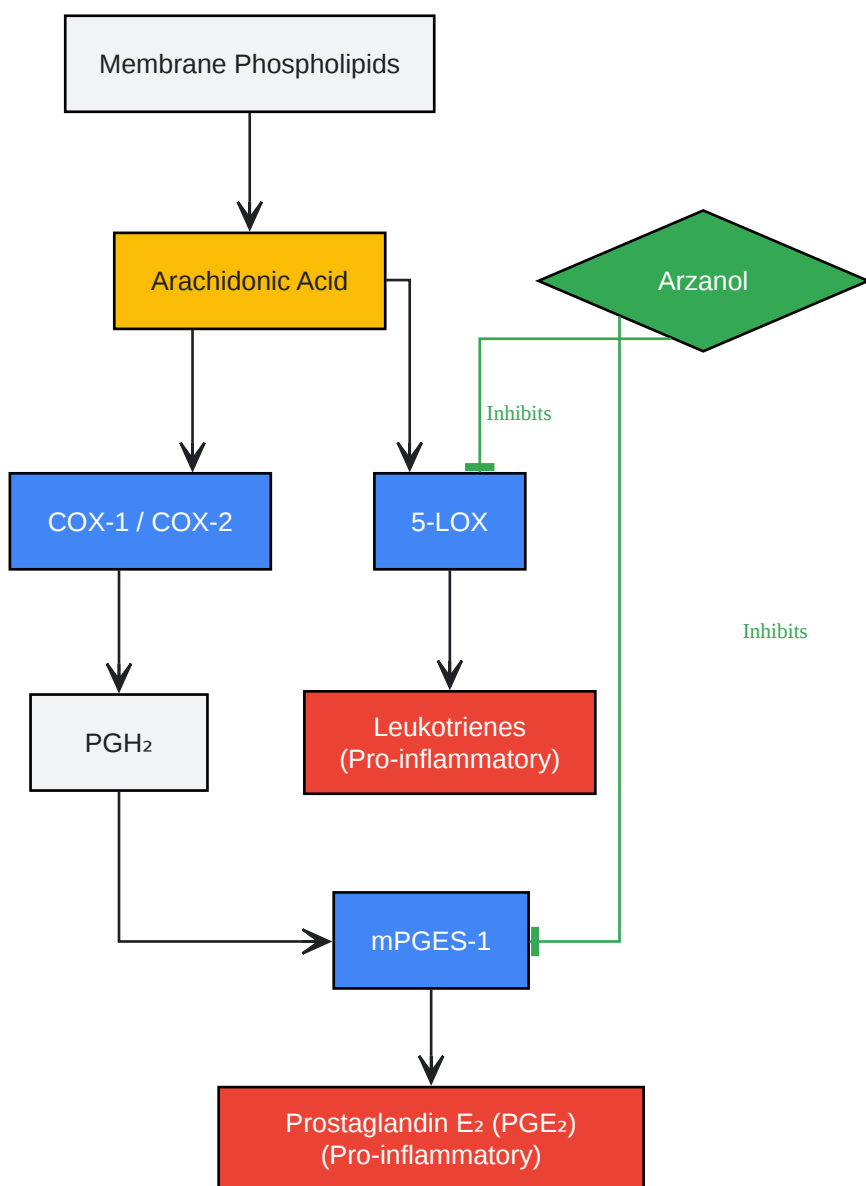 Membrane Phospholipids
Arachidonic Acid
Arzanol
Inhibits
COX-1 / COX-2
5-LOX
Inhibits
Leukotrienes
(Pro-inflammatory)
PGH₂
mPGES-1
Prostaglandin E₂ (PGE₂)
(Pro-inflammatory)